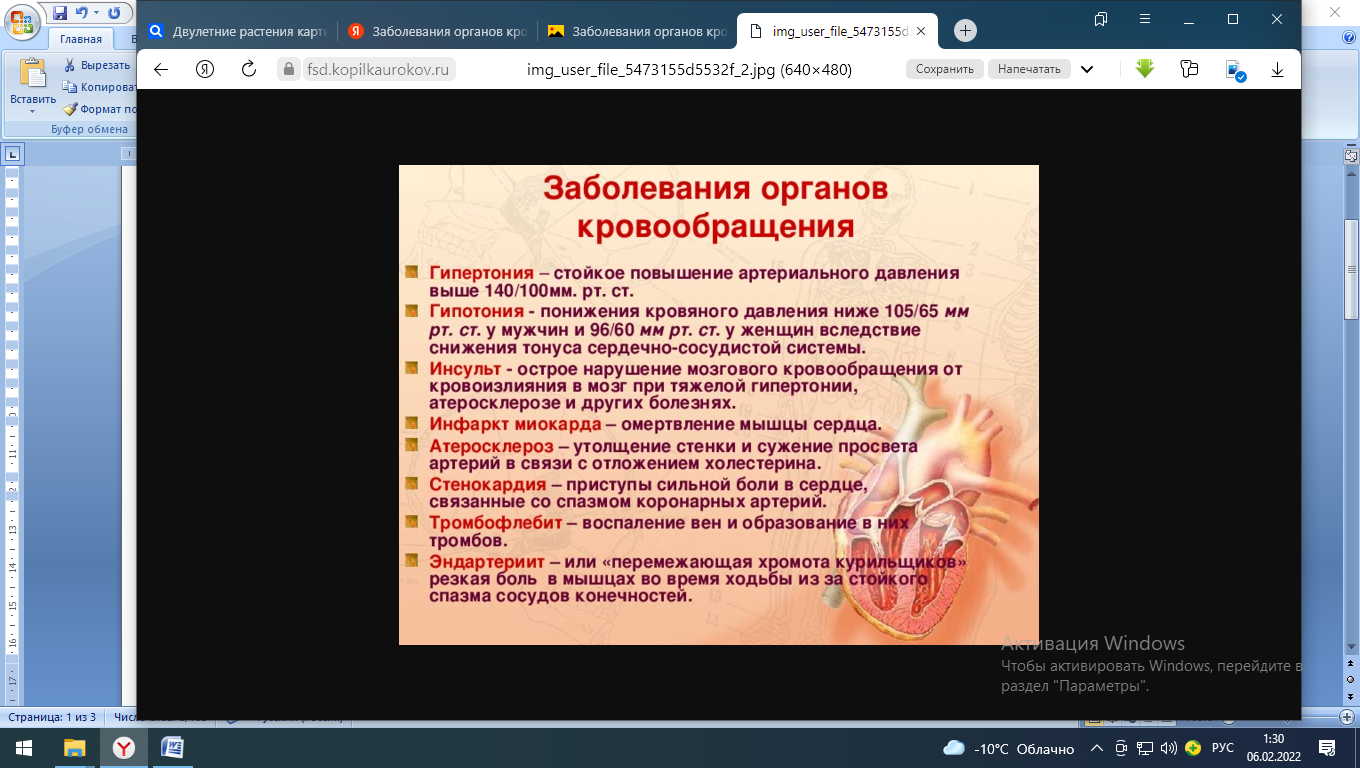 Главная
Вырезать
Копироват
Формат по
Вставить
Буфер обмена
Двулетние растения карти
Заболевания органов кро
Заболевания органов кро
img_user_file_5473155d5
fsd.kopilkaurokov.ru
img_user_file_5473155d5532f_2.jpg (640×480)
Сохранить
Напечатать
Заболевания органов
кровообращения
Гипертония – стойкое повышение артериального давления
выше 140/100мм. рт. ст.
Гипотония - понижения кровяного давления ниже 105/65 мм
рт. ст. у мужчин и 96/60 мм рт. ст. у женщин вследствие
снижения тонуса сердечно-сосудистой системы.
Инсульт - острое нарушение мозгового кровообращения от
кровоизлияния в мозг при тяжелой гипертонии,
атеросклерозе и других болезнях.
Инфаркт миокарда – омертвление мышцы сердца.
Атеросклероз – утолщение стенки и сужение просвета
артерий в связи с отложением холестерина.
Стенокардия – приступы сильной боли в сердце,
связанные со спазмом коронарных артерий.
Тромбофлебит – воспаление вен и образование в них
тромбов.
Эндартериит – или «перемежающая хромота курильщиков»
резкая боль в мышцах во время ходьбы из за стойкого
спазма сосудов конечностей.
Активация Windows
Чтобы активировать Windows, перейдите в
раздел "Параметры".
Страница: 1 из 3
-10°C Облачно
РУС
1:30
06.02.2022